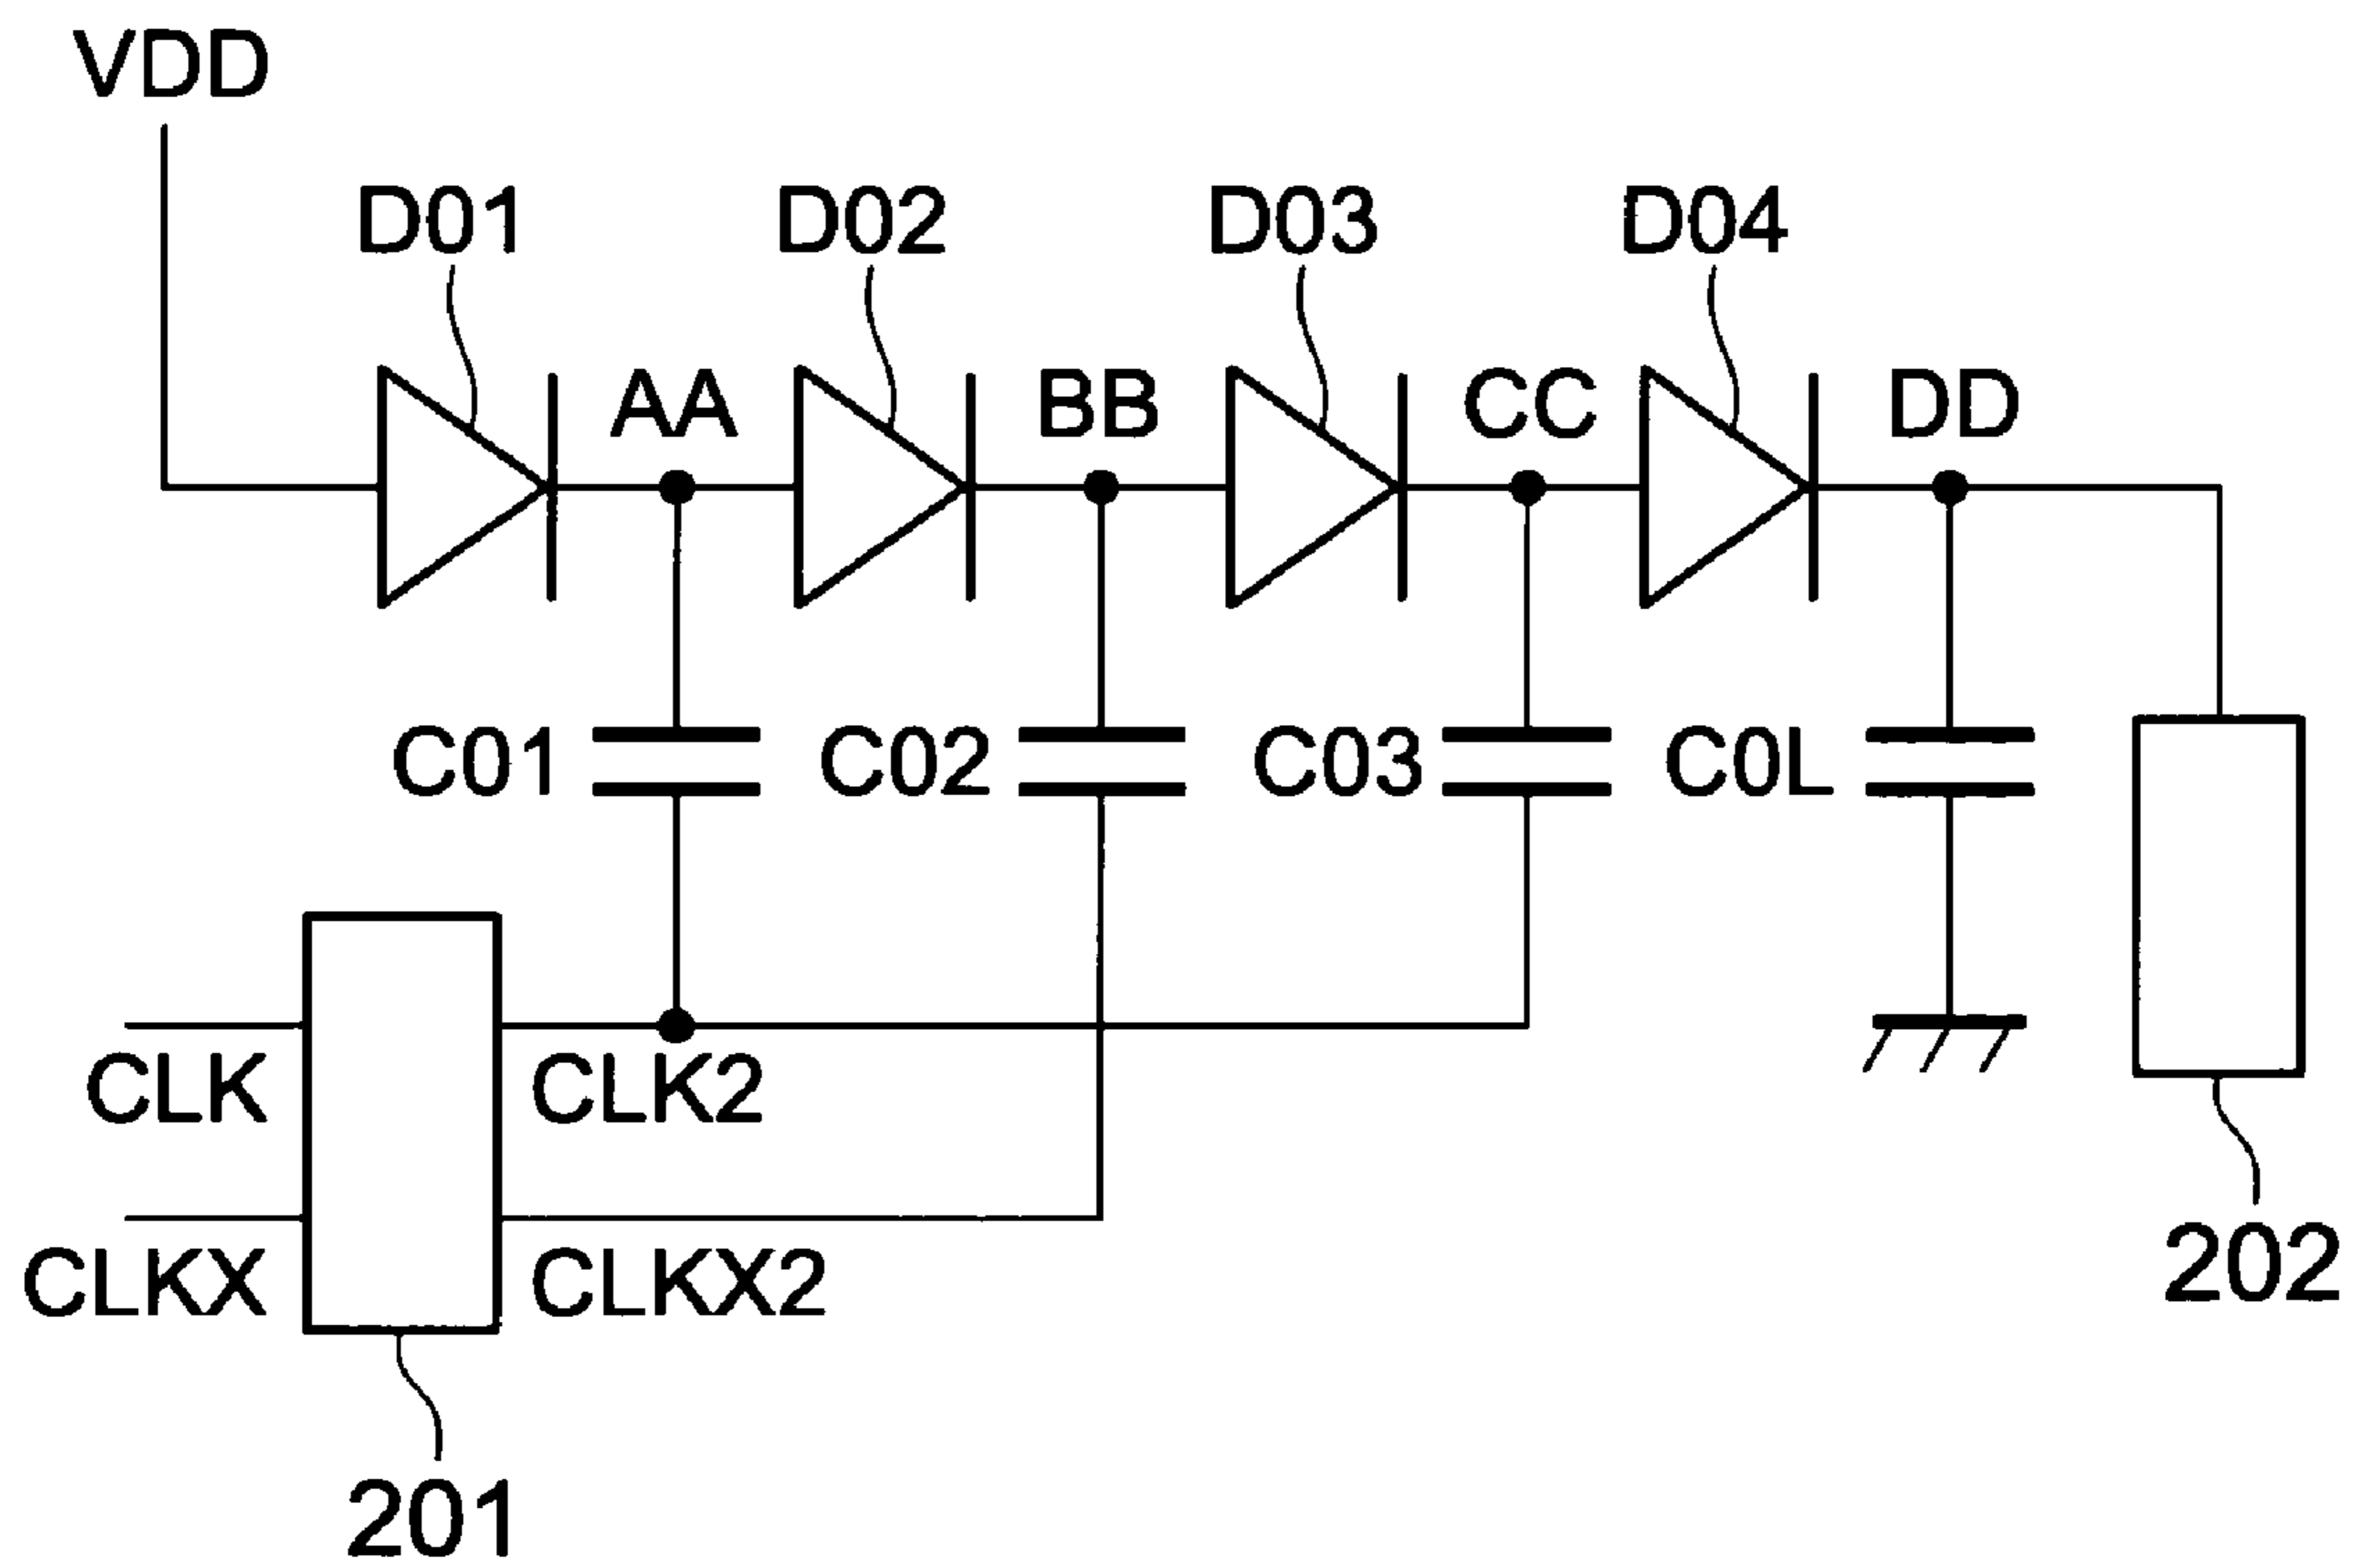 VDD
D01 D02 D03 D04
AA BB CC DD
C01 C02 C03 C0L
CLK CLK2
CLKX CLKX2
202
201